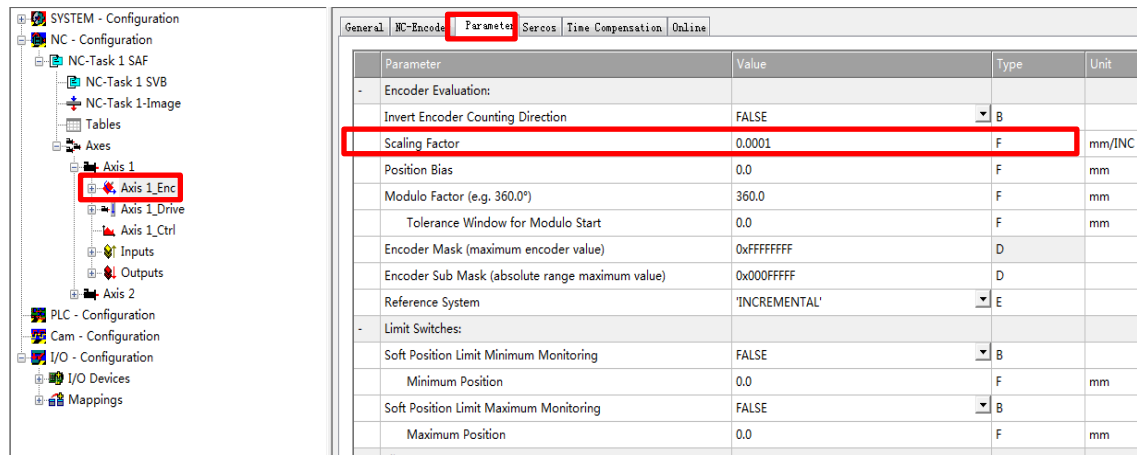 SYSTEM - Configuration
NC - Configuration
NC-Task 1 SAF
NC-Task 1 SVB
NC-Task 1-Image
Tables
Axes
Axis 1
Axis 1_Enc
Axis 1_Drive
Axis 1_Ctrl
Inputs
Outputs
Axis 2
PLC - Configuration
Cam - Configuration
I/O - Configuration
I/O Devices
Mappings
General NC-Encode Parameter Sercos Time Compensation Online
Parameter Value Type Unit
- Encoder Evaluation:
Invert Encoder Counting Direction FALSE B
Scaling Factor 0.0001 F mm/INC
Position Bias 0.0 F mm
Modulo Factor (e.g. 360.0°) 360.0 F mm
Tolerance Window for Modulo Start 0.0 F mm
Encoder Mask (maximum encoder value) 0xFFFFFFFF D
Encoder Sub Mask (absolute range maximum value) 0x000FFFFF D
Reference System 'INCREMENTAL' E
- Limit Switches:
Soft Position Limit Minimum Monitoring FALSE B
Minimum Position 0.0 F mm
Soft Position Limit Maximum Monitoring FALSE B
Maximum Position 0.0 F mm